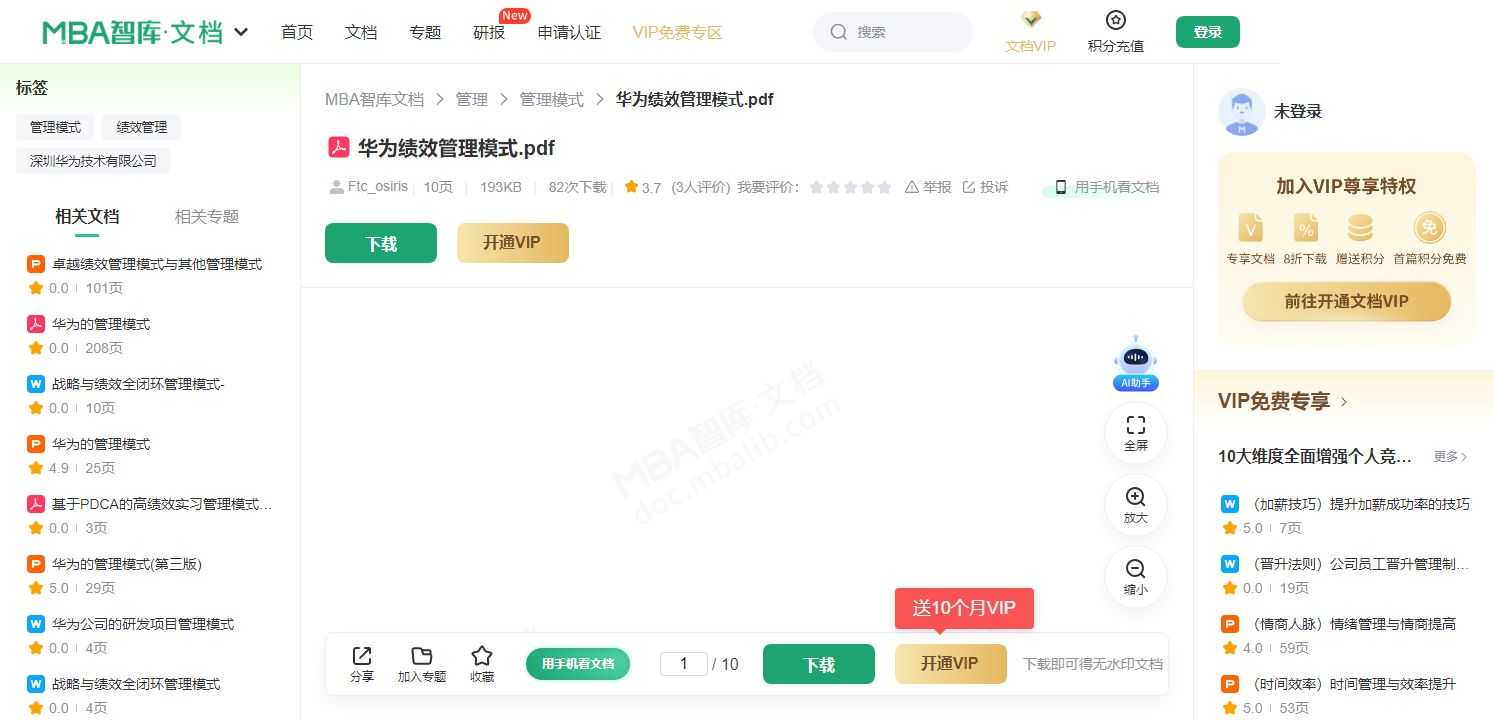 MBA智库·文档
首页
文档
专题
研报
New
申请认证
VIP免费专区
搜索
文档VIP
积分充值
登录
标签
管理模式
绩效管理
深圳华为技术有限公司
相关文档
相关专题
卓越绩效管理模式与其他管理模式
0.0 101页
华为的管理模式
0.0 208页
战略与绩效全闭环管理模式-
0.0 10页
华为的管理模式
4.9 25页
基于PDCA的高绩效实习管理模式...
0.0 3页
华为的管理模式(第三版)
5.0 29页
华为公司的研发项目管理模式
0.0 4页
战略与绩效全闭环管理模式
0.0 4页
MBA智库文档 > 管理 > 管理模式 > 华为绩效管理模式.pdf
华为绩效管理模式.pdf
Ftc_osiris 10页 193KB 82次下载 3.7 (3人评价) 我要评价: 举报 投诉
用手机看文档
下载
开通VIP
MBA智库·文档
doc.mbalib.com
AI助手
全屏
放大
缩小
送10个月VIP
分享
加入专题
收藏
用手机看文档
1 / 10
下载
开通VIP
下载即可得无水印文档
未登录
加入VIP尊享特权
V
%
免
专享文档 8折下载 赠送积分 首篇积分免费
前往开通文档VIP
VIP免费专享 >
10大维度全面增强个人竞... 更多 >
（加薪技巧）提升加薪成功率的技巧
5.0 7页
（晋升法则）公司员工晋升管理制...
0.0 19页
（情商人脉）情绪管理与情商提高
4.0 59页
（时间效率）时间管理与效率提升
5.0 53页